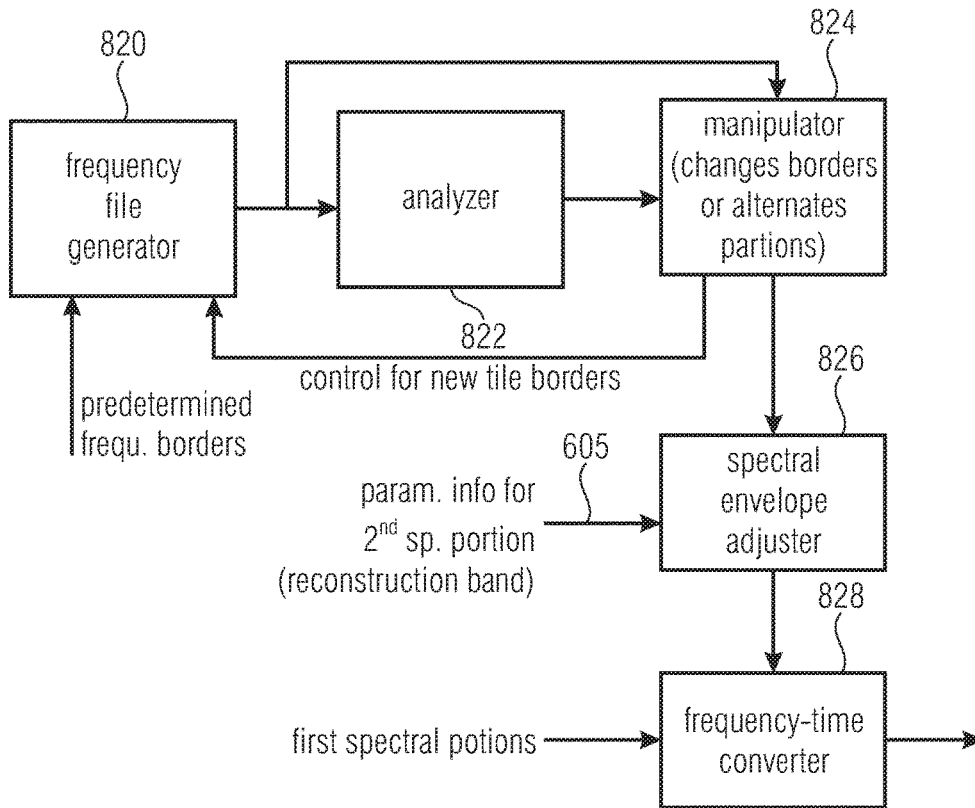 820
824
frequency
file
generator
analyzer
manipulator
(changes borders
or alternates
partions)
822
control for new tile borders
predetermined
frequ. borders
826
605
param. info for
2nd sp. portion
(reconstruction band)
spectral
envelope
adjuster
828
first spectral potions
frequency-time
converter